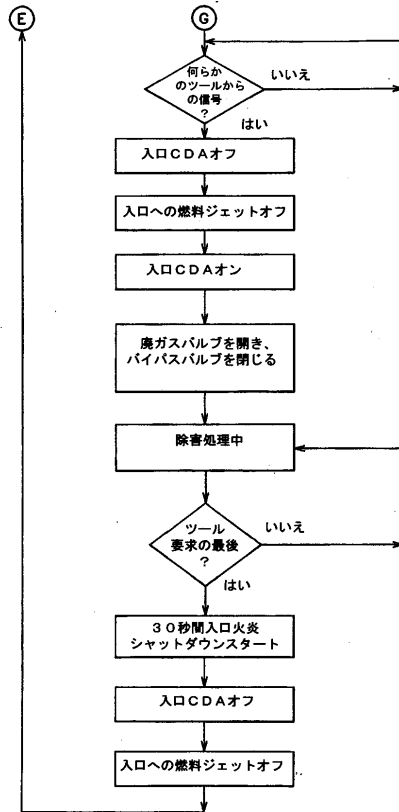 E
G
何らか
のツールから
の信号
?
いいえ
はい
入口CDAオフ
入口への燃料ジェットオフ
入口CDAオン
廃ガスバルブを開き、
バイパスバルブを閉じる
除害処理中
ツール
要求の最後
?
いいえ
はい
30秒間入口火炎
シャットダウンスタート
入口CDAオフ
入口への燃料ジェットオフ